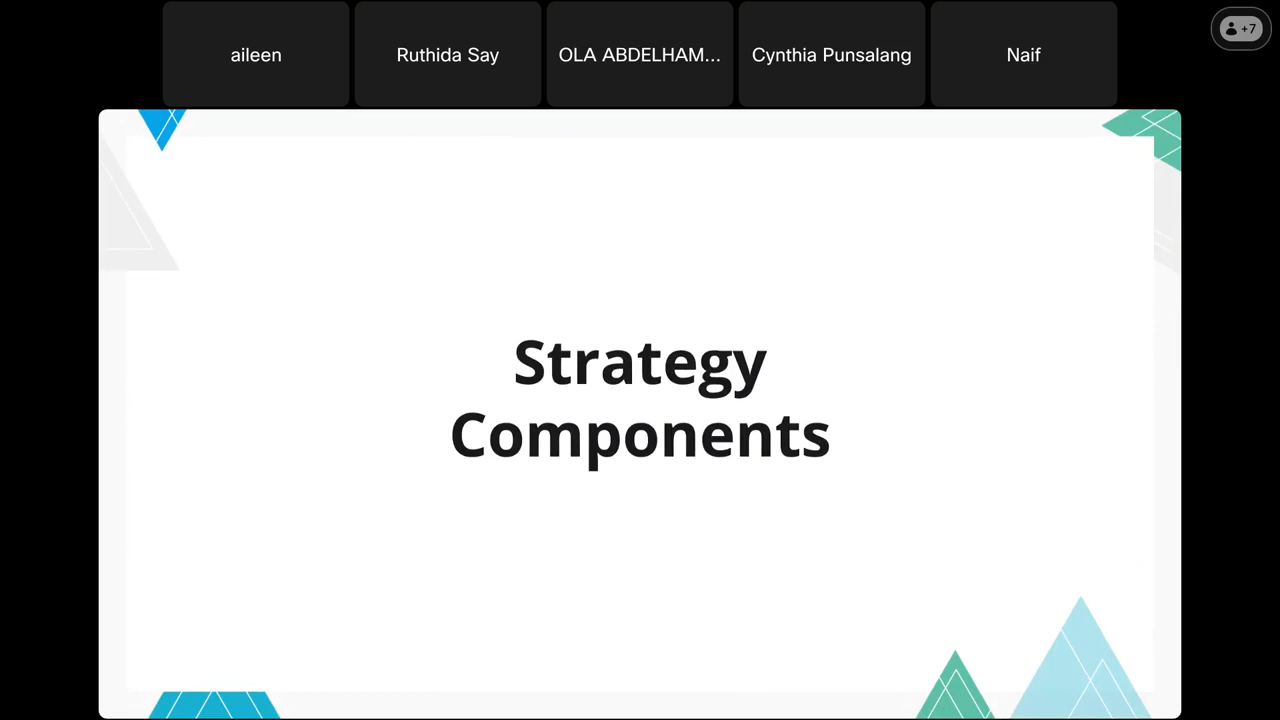 aileen
Ruthida Say
OLA ABDELHAM...
Cynthia Punsalang
Naif
+7
Strategy
Components